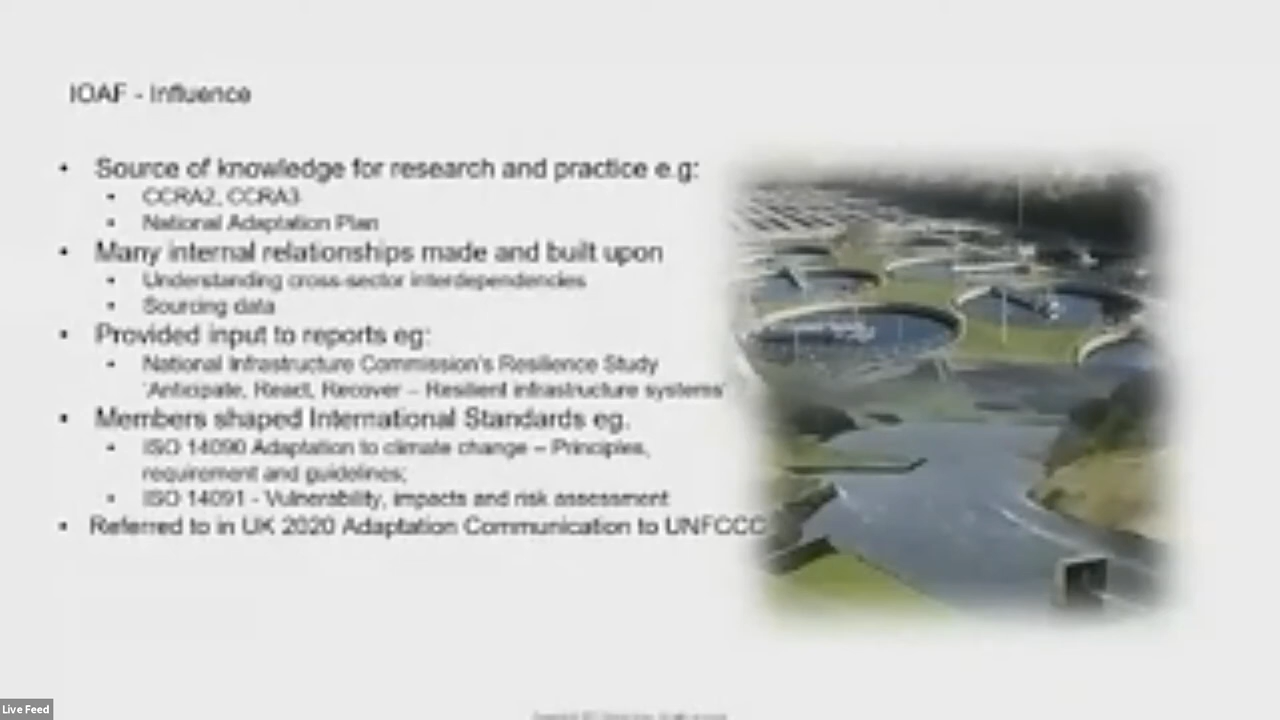 IOAF - Influence
• Source of knowledge for research and practice e.g:
• CCRA2, CCRA3
• National Adaptation Plan
• Many internal relationships made and built upon
• Understanding cross-sector interdependencies
• Sourcing data
• Provided input to reports eg:
• National Infrastructure Commission's Resilience Study
'Anticipate, React, Recover – Resilient infrastructure systems'
• Members shaped International Standards eg.
• ISO 14090 Adaptation to climate change – Principles,
requirement and guidelines;
• ISO 14091 - Vulnerability, impacts and risk assessment
• Referred to in UK 2020 Adaptation Communication to UNFCCC
Live Feed